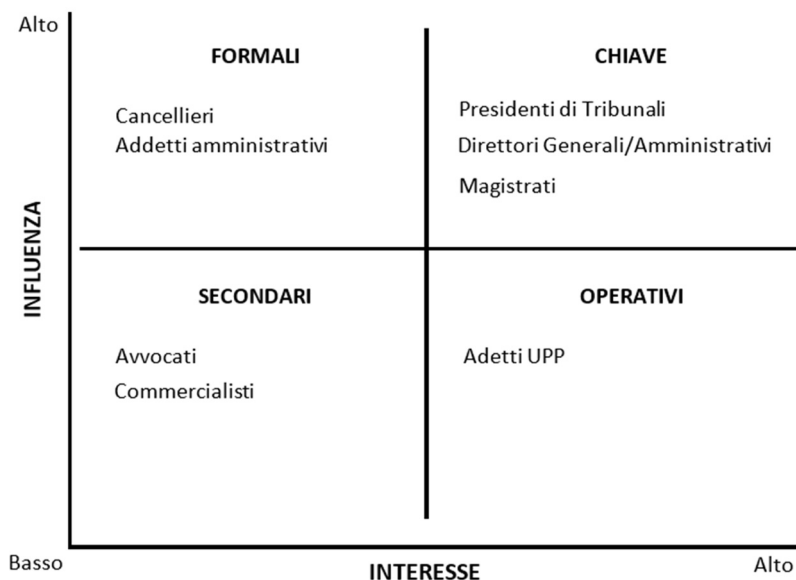 Alto
FORMALI
CHIAVE
Cancellieri
Addetti amministrativi
Presidenti di Tribunali
Direttori Generali/Amministrativi
Magistrati
INFLUENZA
SECONDARI
OPERATIVI
Avvocati
Commercialisti
Adetti UPP
Basso
INTERESSE
Alto